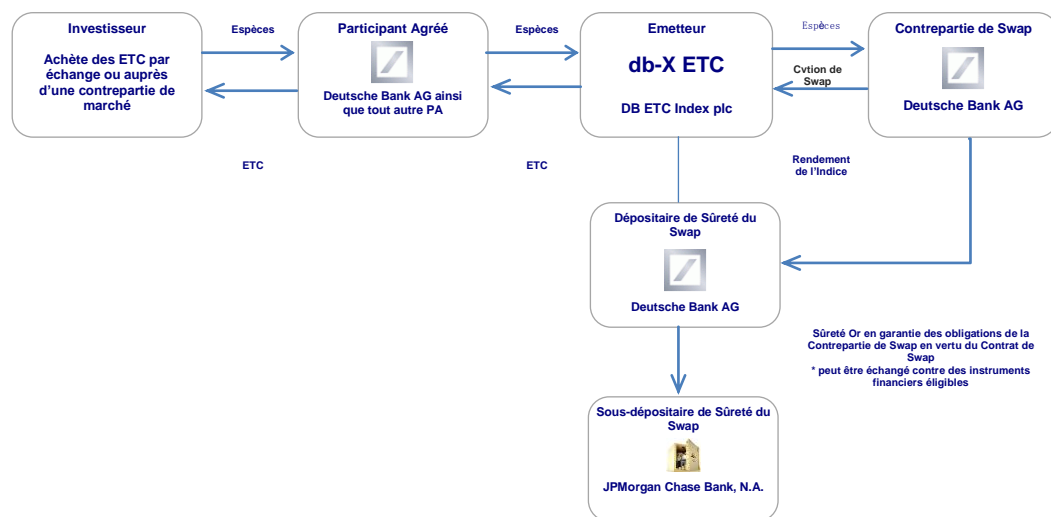 Investisseur
Achète des ETC par
échange ou auprès
d'une contrepartie de
marché
Espèces
ETC
Participant Agréé
Deutsche Bank AG ainsi
que tout autre PA
Espèces
ETC
Emetteur
db-X ETC
DB ETC Index plc
Espèces
Cvtion de
Swap
Rendement
de l'Indice
Contrepartie de Swap
Deutsche Bank AG
Dépositaire de Sûreté du
Swap
Deutsche Bank AG
Sûreté Or en garantie des obligations de la
Contrepartie de Swap en vertu du Contrat de
Swap
* peut être échangé contre des instruments
financiers éligibles
Sous-dépositaire de Sûreté du
Swap
JPMorgan Chase Bank, N.A.